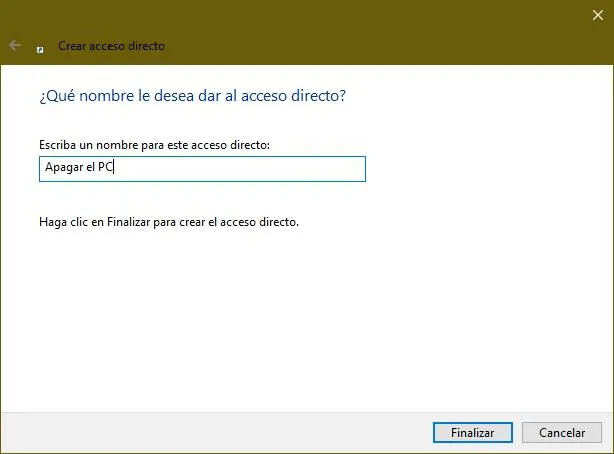 Crear acceso directo
¿Qué nombre le desea dar al acceso directo?
Escriba un nombre para este acceso directo:
Apagar el PC
Haga clic en Finalizar para crear el acceso directo.
Finalizar
Cancelar